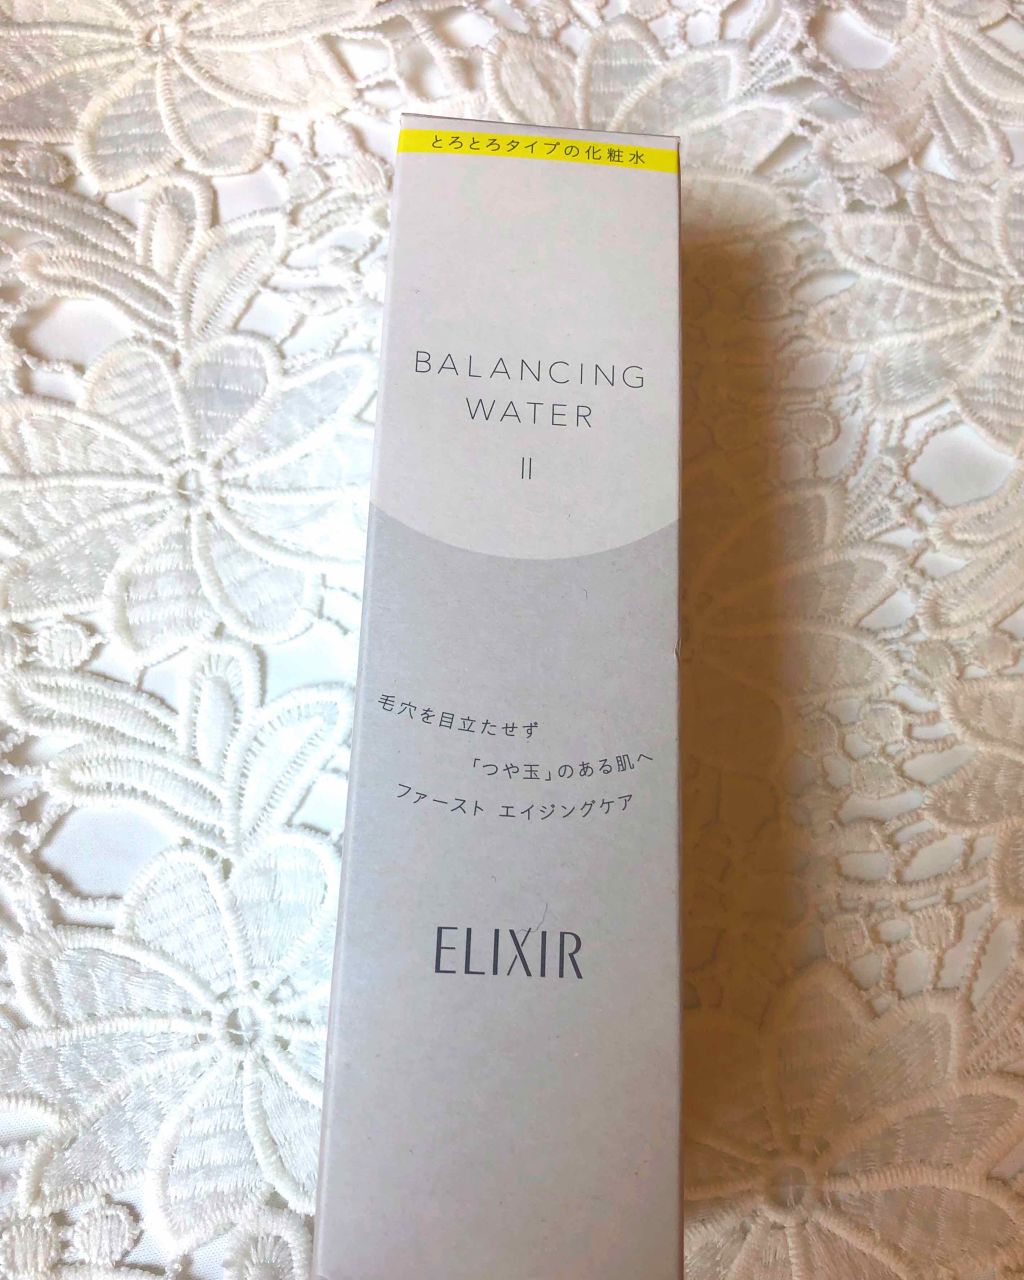 とろとろタイプの化粧水
BALANCING
WATER
II
毛穴を目立たせず
「つや玉」のある肌へ
ファースト エイジングケア
ELIXIR